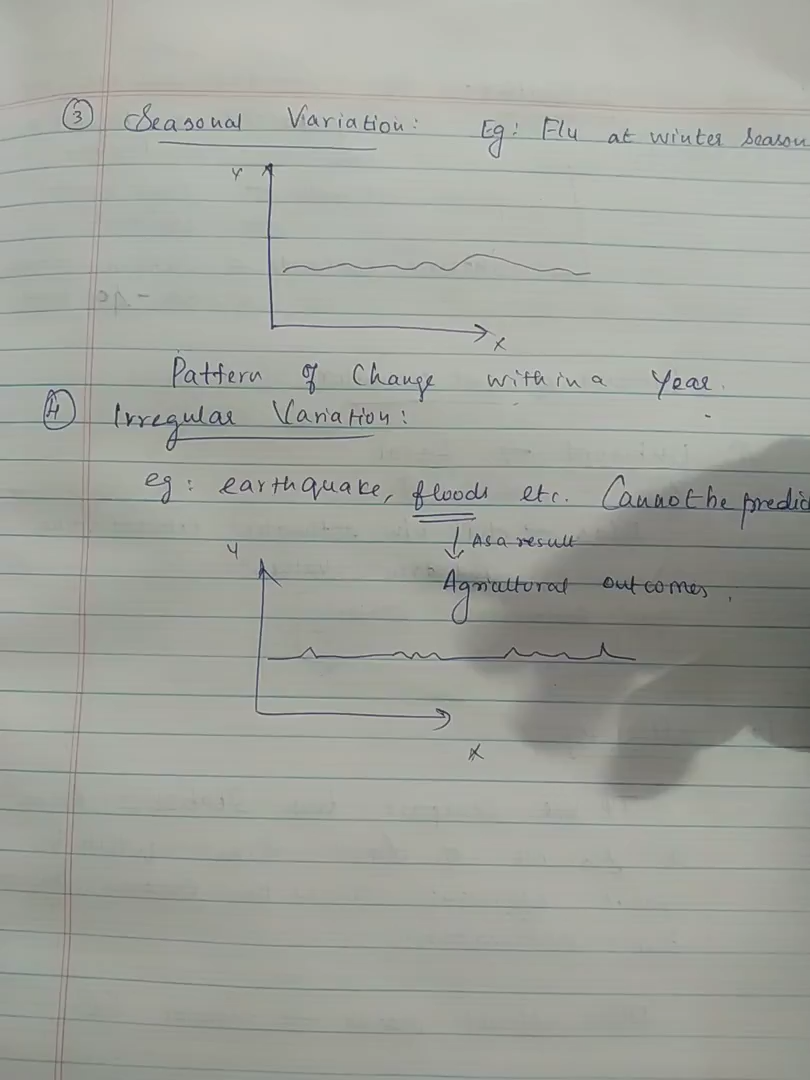 ③ Seasonal Variation: Eg: Flu at winter season
Y
X
Pattern of Change within a Year.
④ Irregular Variation:
eg: earthquake, floods etc. Cannot be predic
As a result
Y
Agricultural outcomes.
X